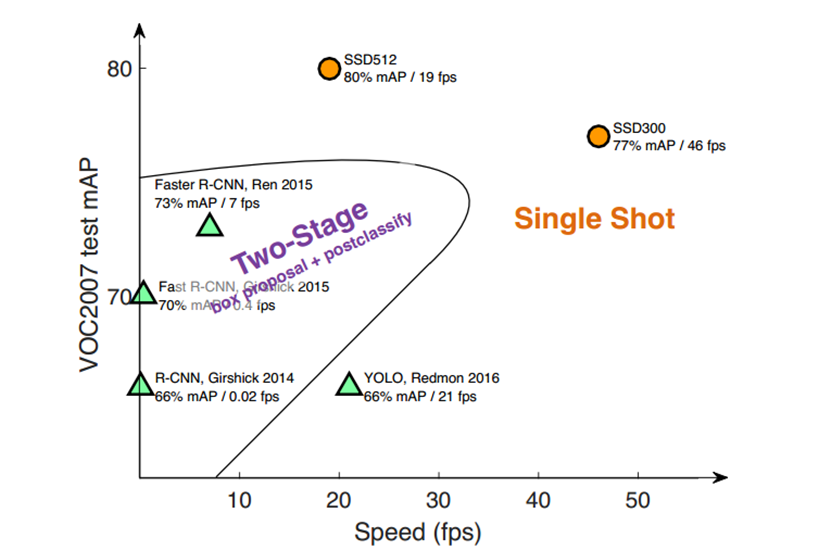 80
SSD512
80% mAP / 19 fps
SSD300
77% mAP / 46 fps
Faster R-CNN, Ren 2015
73% mAP / 7 fps
Two-Stage
box proposal + postclassify
Single Shot
70
Fast R-CNN, Girshick 2015
70% mAP / 0.4 fps
R-CNN, Girshick 2014
66% mAP / 0.02 fps
YOLO, Redmon 2016
66% mAP / 21 fps
VOC2007 test mAP
10 20 30 40 50
Speed (fps)